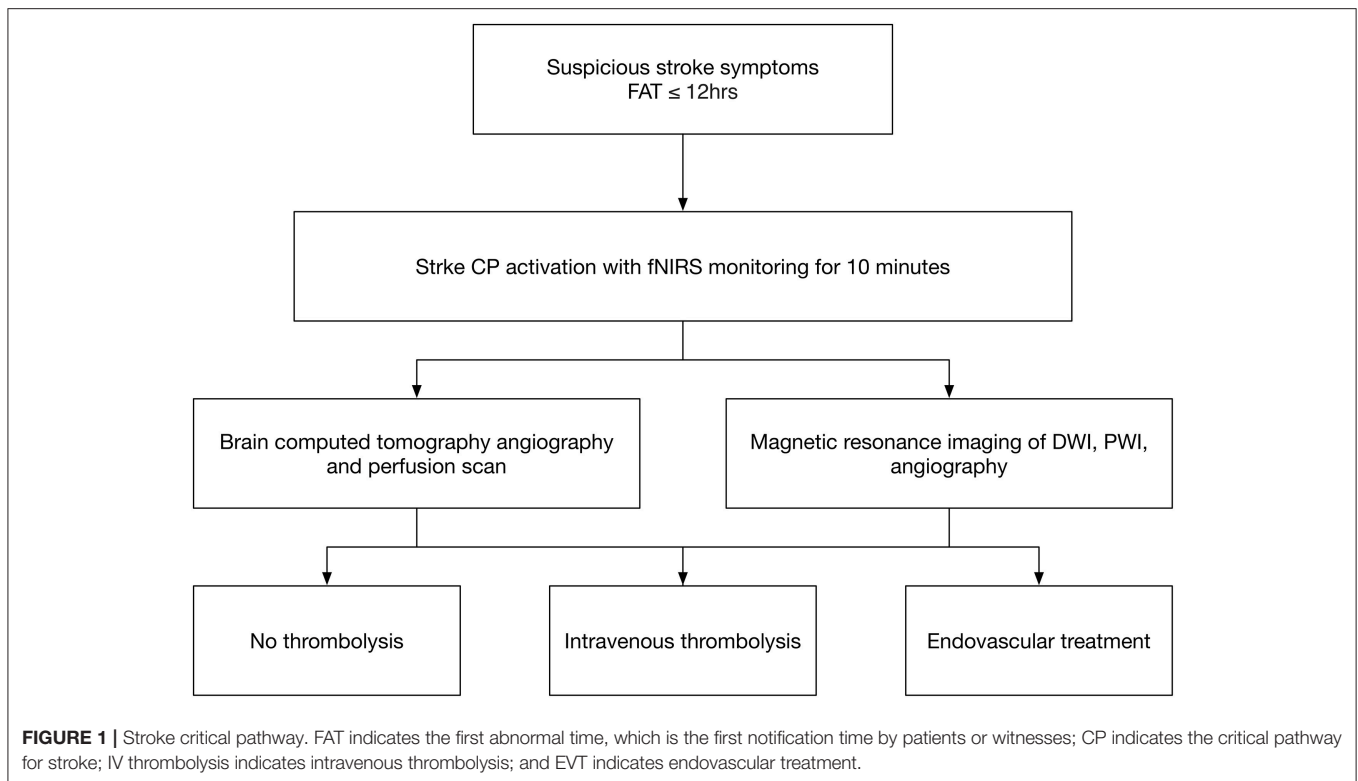 Suspicious stroke symptoms
FAT ≤ 12hrs
Strke CP activation with fNIRS monitoring for 10 minutes
Brain computed tomography angiography
and perfusion scan
Magnetic resonance imaging of DWI, PWI,
angiography
No thrombolysis
Intravenous thrombolysis
Endovascular treatment
FIGURE 1 | Stroke critical pathway. FAT indicates the first abnormal time, which is the first notification time by patients or witnesses; CP indicates the critical pathway
for stroke; IV thrombolysis indicates intravenous thrombolysis; and EVT indicates endovascular treatment.